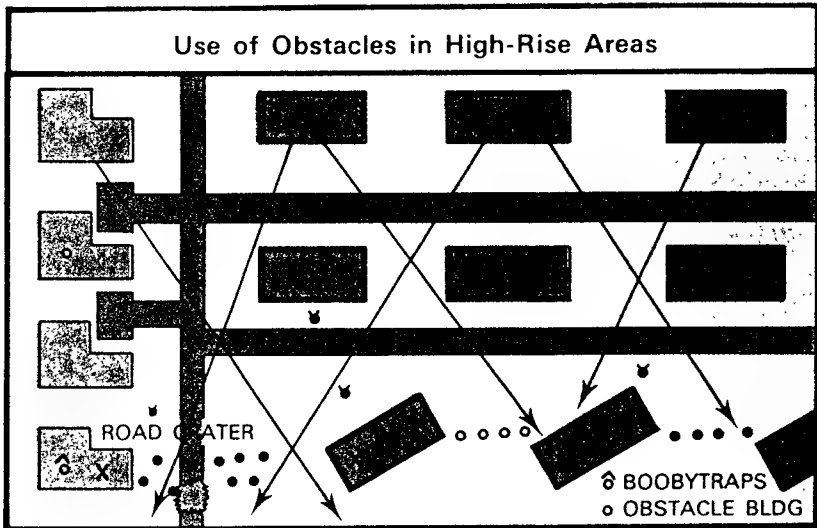 Use of Obstacles in High-Rise Areas
ROAD CRATER
X
BOOBYTRAPS
OBSTACLE BLDG